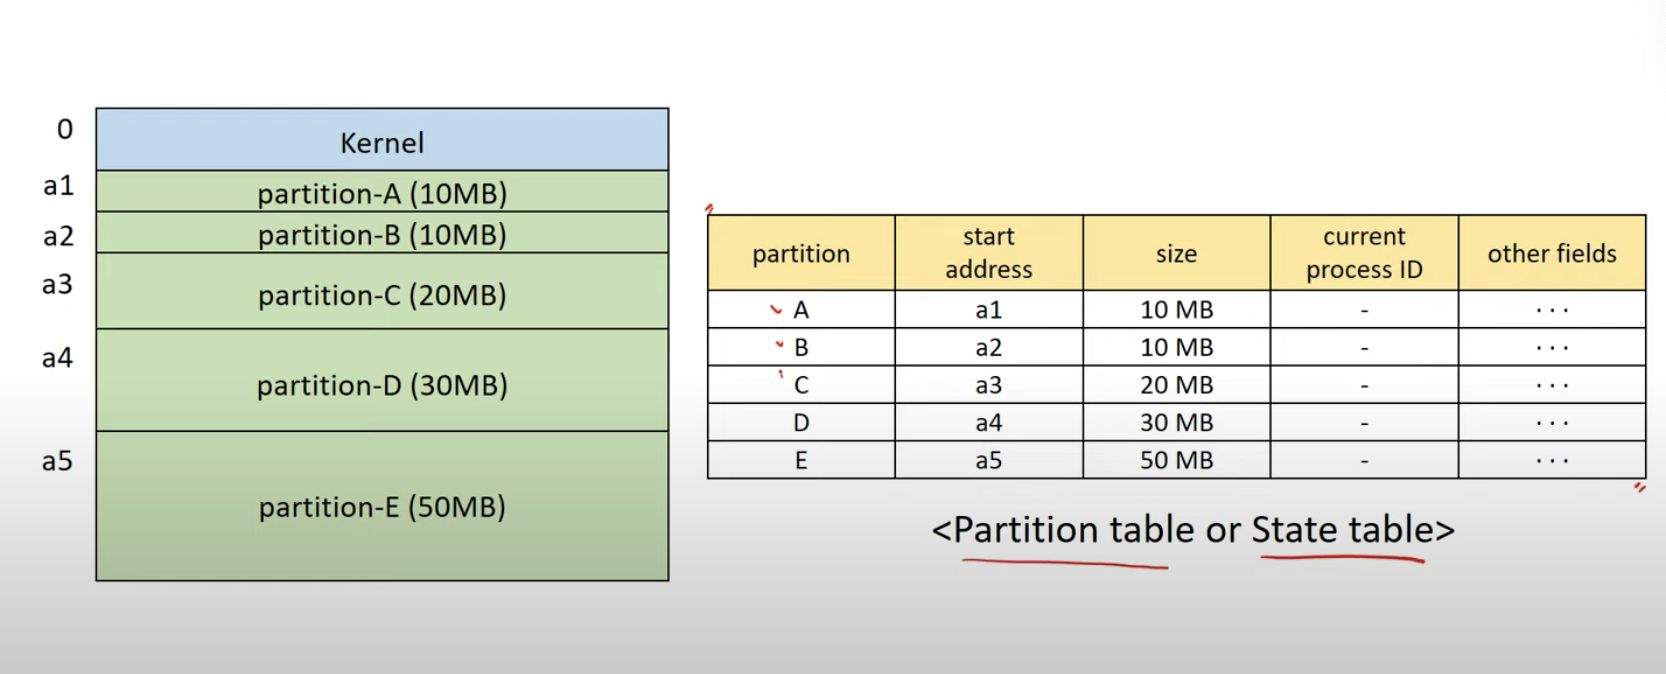 0
Kernel
a1
partition-A (10MB)
a2
partition-B (10MB)
a3
partition-C (20MB)
a4
partition-D (30MB)
a5
partition-E (50MB)
partition start address size current process ID other fields
A a1 10 MB - ...
B a2 10 MB - ...
C a3 20 MB - ...
D a4 30 MB - ...
E a5 50 MB - ...
<Partition table or State table>